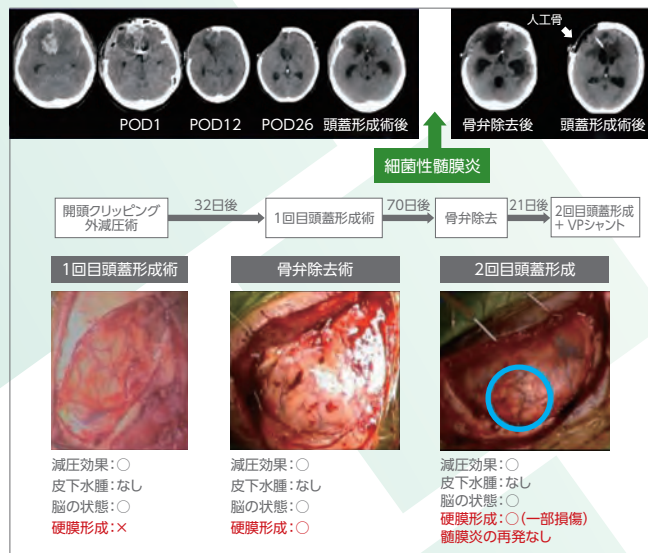 人工骨
POD1
POD12
POD26
頭蓋形成術後
骨弁除去後
頭蓋形成術後
細菌性髄膜炎
開頭クリッピング
外減圧術
32日後
1回目頭蓋形成術
70日後
骨弁除去
21日後
2回目頭蓋形成
+ VPシャント
1回目頭蓋形成術
骨弁除去術
2回目頭蓋形成
減圧効果:○
皮下水腫:なし
脳の状態:○
硬膜形成:×
減圧効果:○
皮下水腫:なし
脳の状態:○
硬膜形成:○
減圧効果:○
皮下水腫:なし
脳の状態:○
硬膜形成:○(一部損傷)
髄膜炎の再発なし